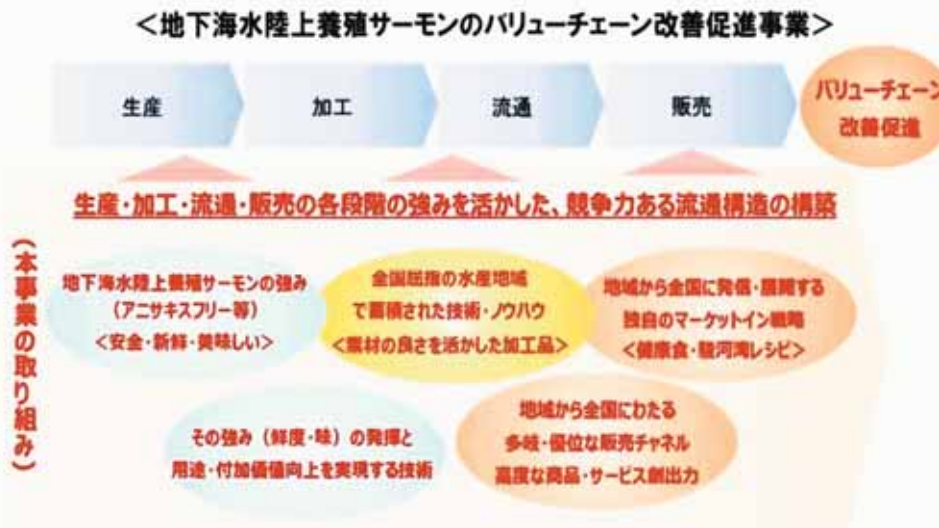 <地下海水陸上養殖サーモンのバリューチェーン改善促進事業>
生産
加工
流通
販売
バリューチェーン
改善促進
生産・加工・流通・販売の各段階の強みを活かした、競争力ある流通構造の構築
(本事業の取り組み)
地下海水陸上養殖サーモンの強み
(アニサキスフリー等)
<安全・新鮮・美味しい>
全国屈指の水産地域
で蓄積された技術・ノウハウ
<素材の良さを活かした加工品>
地域から全国に発信・展開する
独自のマーケットイン戦略
<健康食・駿河湾レシピ>
その強み(鮮度・味)の発揮と
用途・付加価値向上を実現する技術
地域から全国にわたる
多岐・優位な販売チャネル
高度な商品・サービス創出力